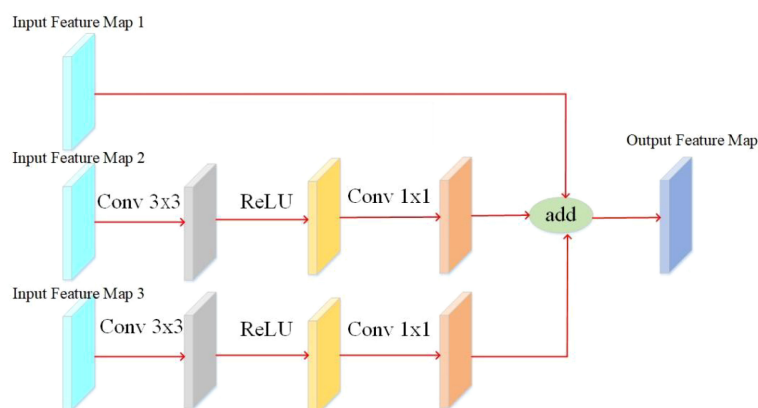 Input Feature Map 1
Output Feature Map
Input Feature Map 2
Conv 3x3
ReLU
Conv 1x1
add
Input Feature Map 3
Conv 3x3
ReLU
Conv 1x1